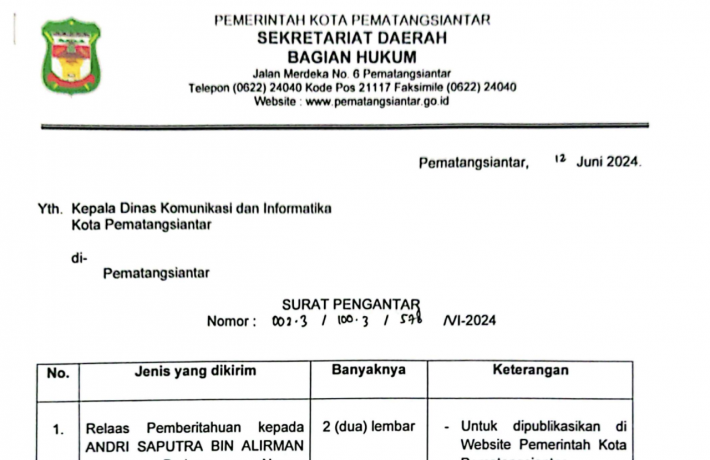 PEMERINTAH KOTA PEMATANGSIANTAR
SEKRETARIAT DAERAH
BAGIAN HUKUM
Jalan Merdeka No. 6 Pematangsiantar
Telepon (0622) 24040 Kode Pos 21117 Faksimile (0622) 24040
Website : www.pematangsiantar.go.id
Pematangsiantar, 12 Juni 2024.
Yth. Kepala Dinas Komunikasi dan Informatika
Kota Pematangsiantar
di-
Pematangsiantar
SURAT PENGANTAR
Nomor : 002.3 / 100.3 / 578 /VI-2024
No. Jenis yang dikirim Banyaknya Keterangan
1. Relaas Pemberitahuan kepada 2 (dua) lembar - Untuk dipublikasikan di
ANDRI SAPUTRA BIN ALIRMAN Website Pemerintah Kota